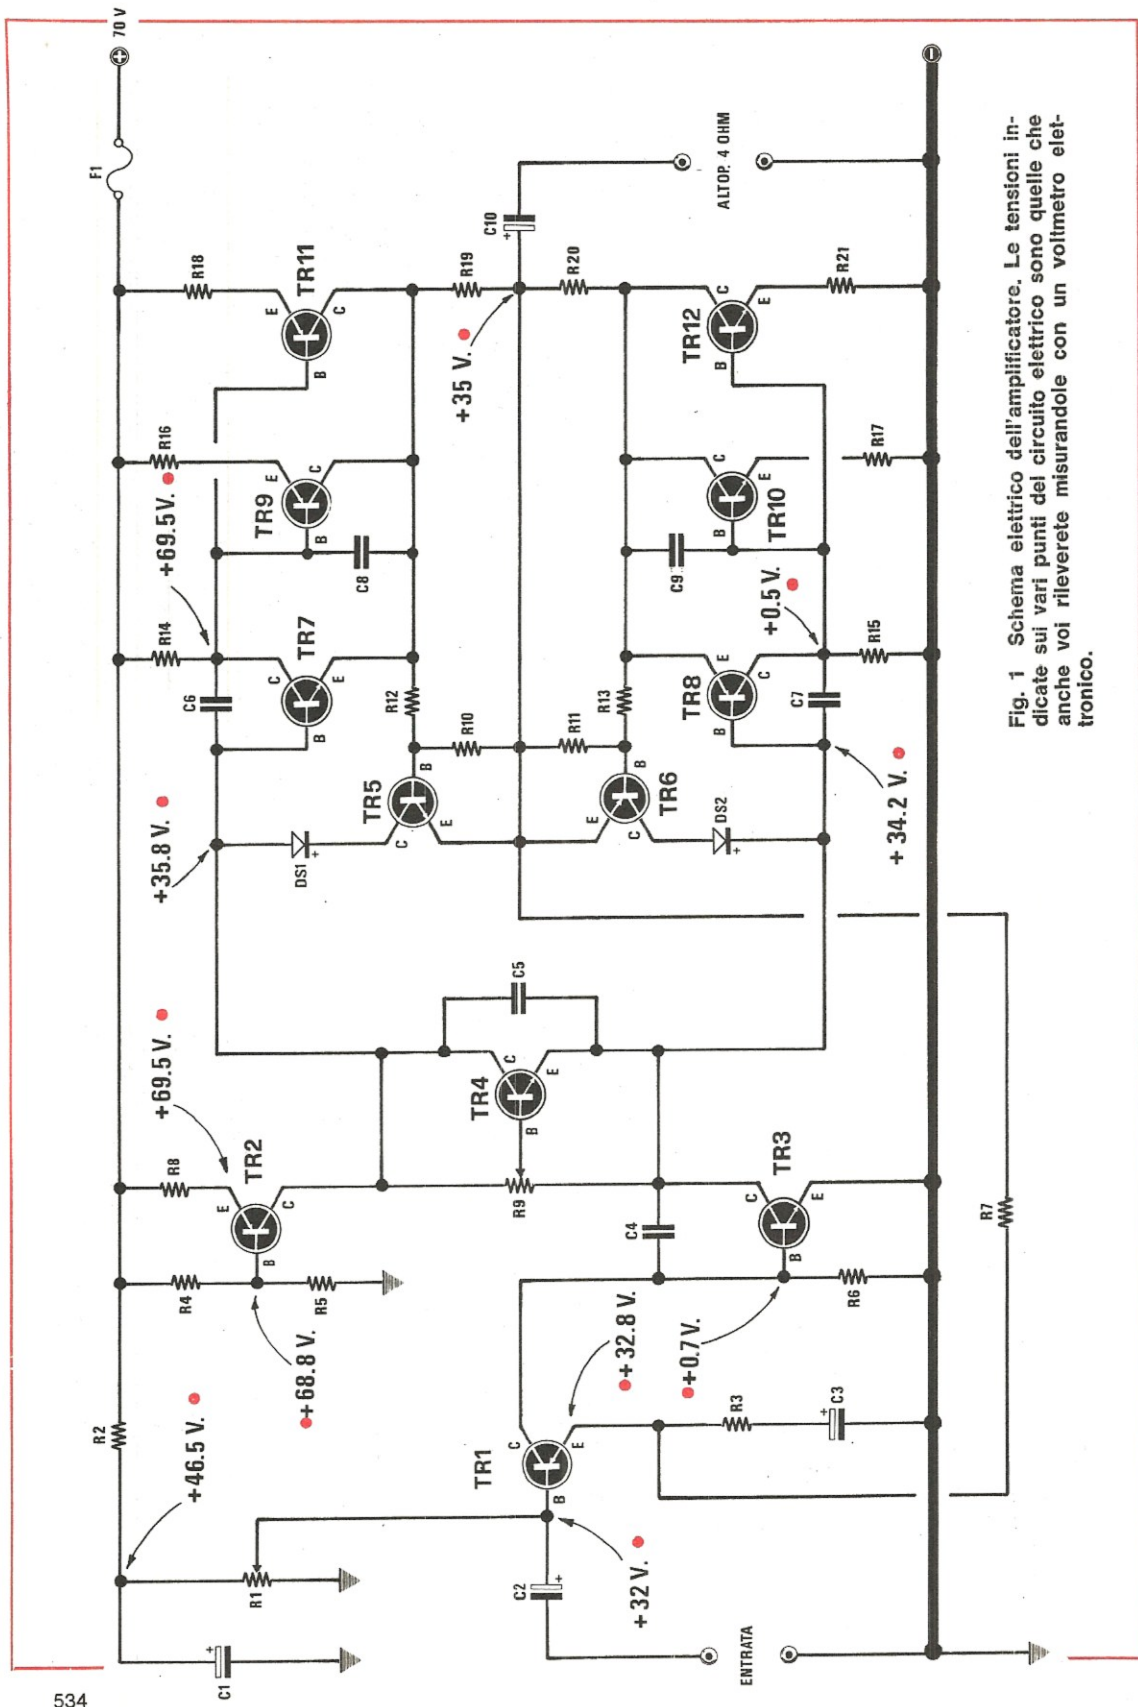 70 V
F1
R18
TR11
E
C
B
R19
C10
+
+35 V.
R20
ALTOP. 4 OHM
C
TR12
B
E
R21
R16
+69.5 V.
E
TR9
C
B
C8
C9
C
B
TR10
E
R17
R14
C6
C
TR7
E
B
R12
R10
R11
R13
E
TR8
C
B
C7
+0.5 V.
R15
+35.8 V.
DS1
+
B
TR5
C
E
B
TR6
E
C
DS2
+
+34.2 V.
+69.5 V.
C5
C
TR4
E
B
R8
E
TR2
C
B
R9
C4
C
TR3
E
B
R7
R4
R5
+68.8 V.
R6
+0.7 V.
+32.8 V.
R2
+46.5 V.
R3
C3
+
C
TR1
E
B
R1
C2
+
+32 V.
C1
+
ENTRATA
Fig. 1 Schema elettrico dell'amplificatore. Le tensioni in-
dicate sui vari punti del circuito elettrico sono quelle che
anche voi rileverete misurandole con un voltmetro elet-
tronico.
534